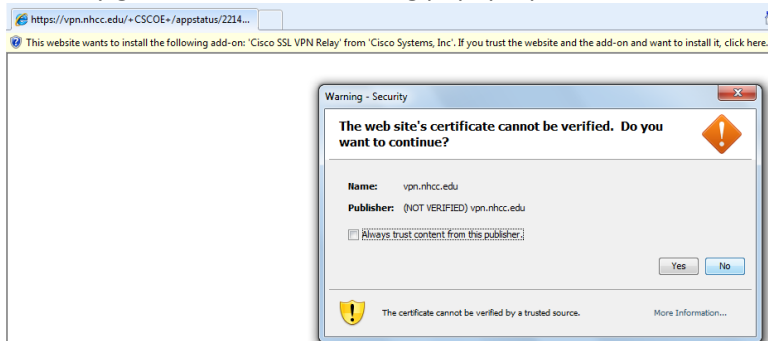 https://vpn.nhcc.edu/+CSCOE+/appstatus/2214...
This website wants to install the following add-on: 'Cisco SSL VPN Relay' from 'Cisco Systems, Inc'. If you trust the website and the add-on and want to install it, click here.
Warning - Security
The web site's certificate cannot be verified. Do you
want to continue?
Name: vpn.nhcc.edu
Publisher: (NOT VERIFIED) vpn.nhcc.edu
Always trust content from this publisher.
Yes No
The certificate cannot be verified by a trusted source. More Information...